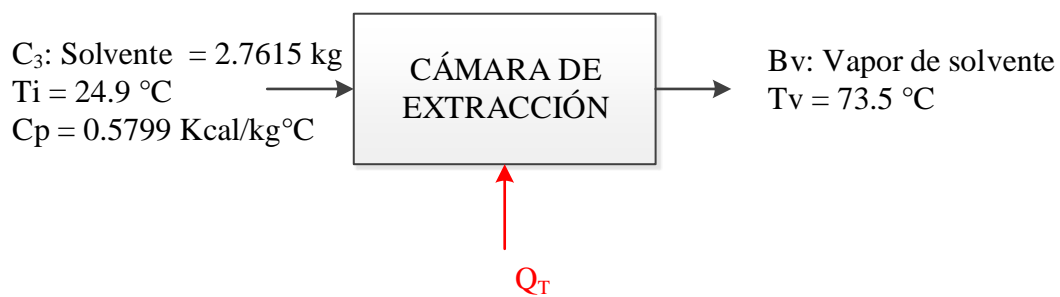 C₃: Solvente = 2.7615 kg
Ti = 24.9 °C
Cp = 0.5799 Kcal/kg°C
CÁMARA DE
EXTRACCIÓN
Bv: Vapor de solvente
Tv = 73.5 °C
Q_T